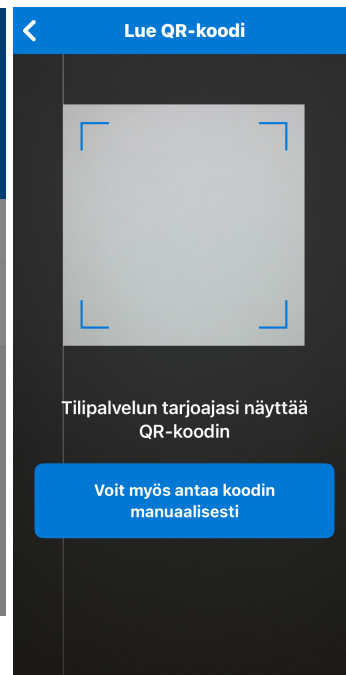 Lue QR-koodi
Tilipalvelun tarjoajasi näyttää
QR-koodin
Voit myös antaa koodin
manuaalisesti